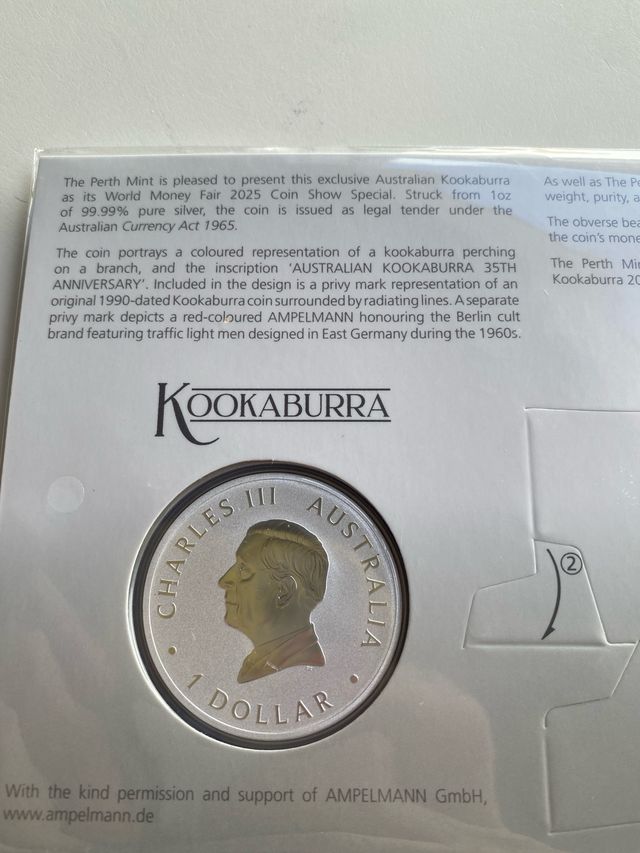 The Perth Mint is pleased to present this exclusive Australian Kookaburra
as its World Money Fair 2025 Coin Show Special. Struck from 1oz
of 99.99% pure silver, the coin is issued as legal tender under the
Australian Currency Act 1965.
The coin portrays a coloured representation of a kookaburra perching
on a branch, and the inscription ‘AUSTRALIAN KOOKABURRA 35TH
ANNIVERSARY’. Included in the design is a privy mark representation of an
original 1990-dated Kookaburra coin surrounded by radiating lines. A separate
privy mark depicts a red-coloured AMPELMANN honouring the Berlin cult
brand featuring traffic light men designed in East Germany during the 1960s.
As well as The
weight, purity,
The obverse
the coin's
The Perth
Kookaburra
KOOKABURRA
CHARLES III AUSTRALIA
• 1 DOLLAR •
2
With the kind permission and support of AMPELMANN GmbH,
www.ampelmann.de